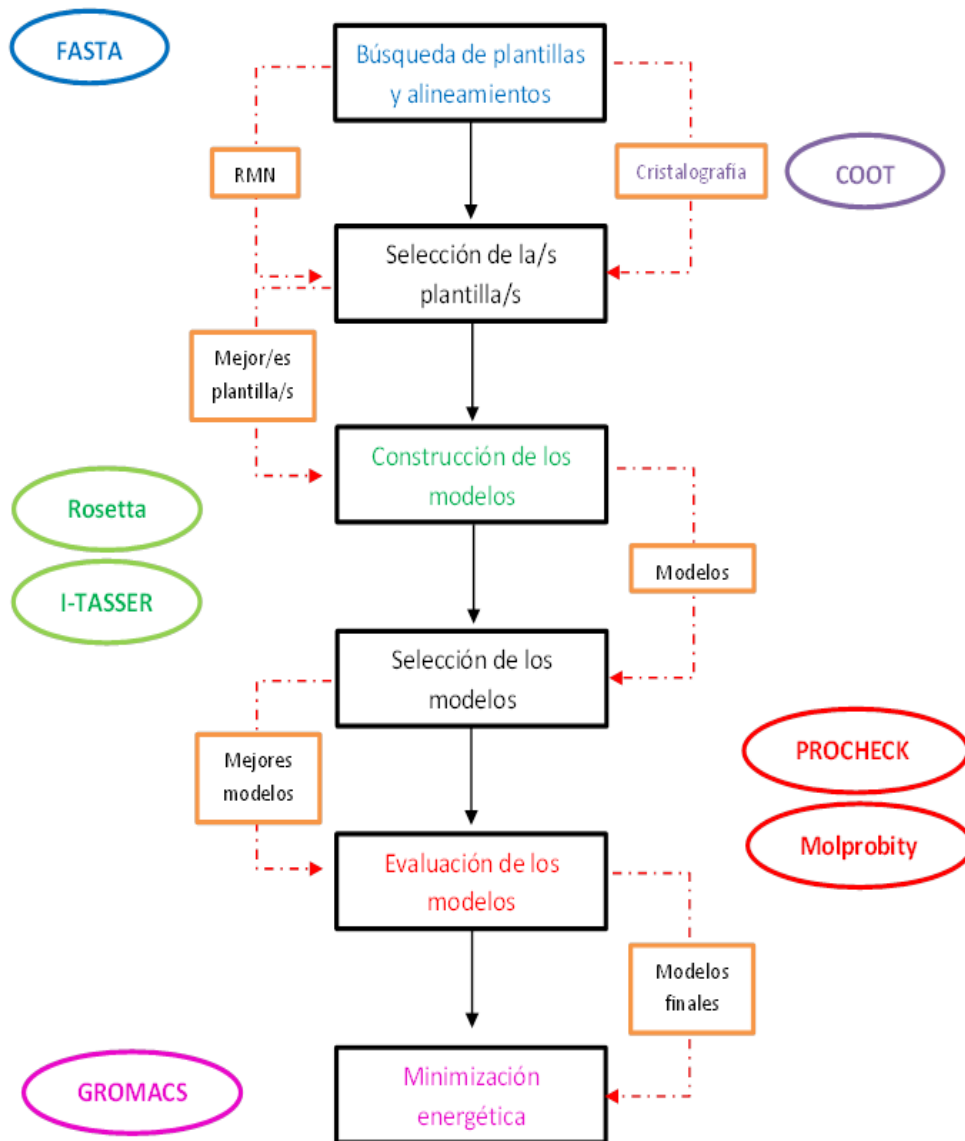 FASTA
Búsqueda de plantillas
y alineamientos
RMN
Cristalografía
COOT
Selección de la/s
plantilla/s
Mejor/es
plantilla/s
Construcción de los
modelos
Rosetta
I-TASSER
Modelos
Selección de los
modelos
Mejores
modelos
PROCHECK
Molprobity
Evaluación de los
modelos
Modelos
finales
GROMACS
Minimización
energética